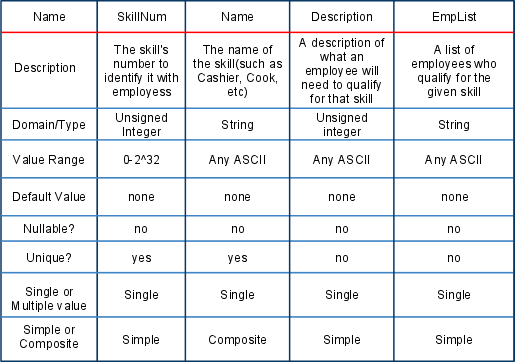 Name SkillNum Name Description EmpList
Description
The skill's
number to
identify it with
employess
The name of
the skill(such as
Cashier, Cook,
etc)
A description of
what an
employee will
need to qualify
for that skill
A list of
employees who
qualify for the
given skill
Domain/Type
Unsigned
Integer
String
Unsigned
integer
String
Value Range 0-2^32 Any ASCII Any ASCII Any ASCII
Default Value none none none none
Nullable? no no no no
Unique? yes yes no no
Single or
Multiple value
Single Single Single Single
Simple or
Composite
Simple Composite Simple Simple